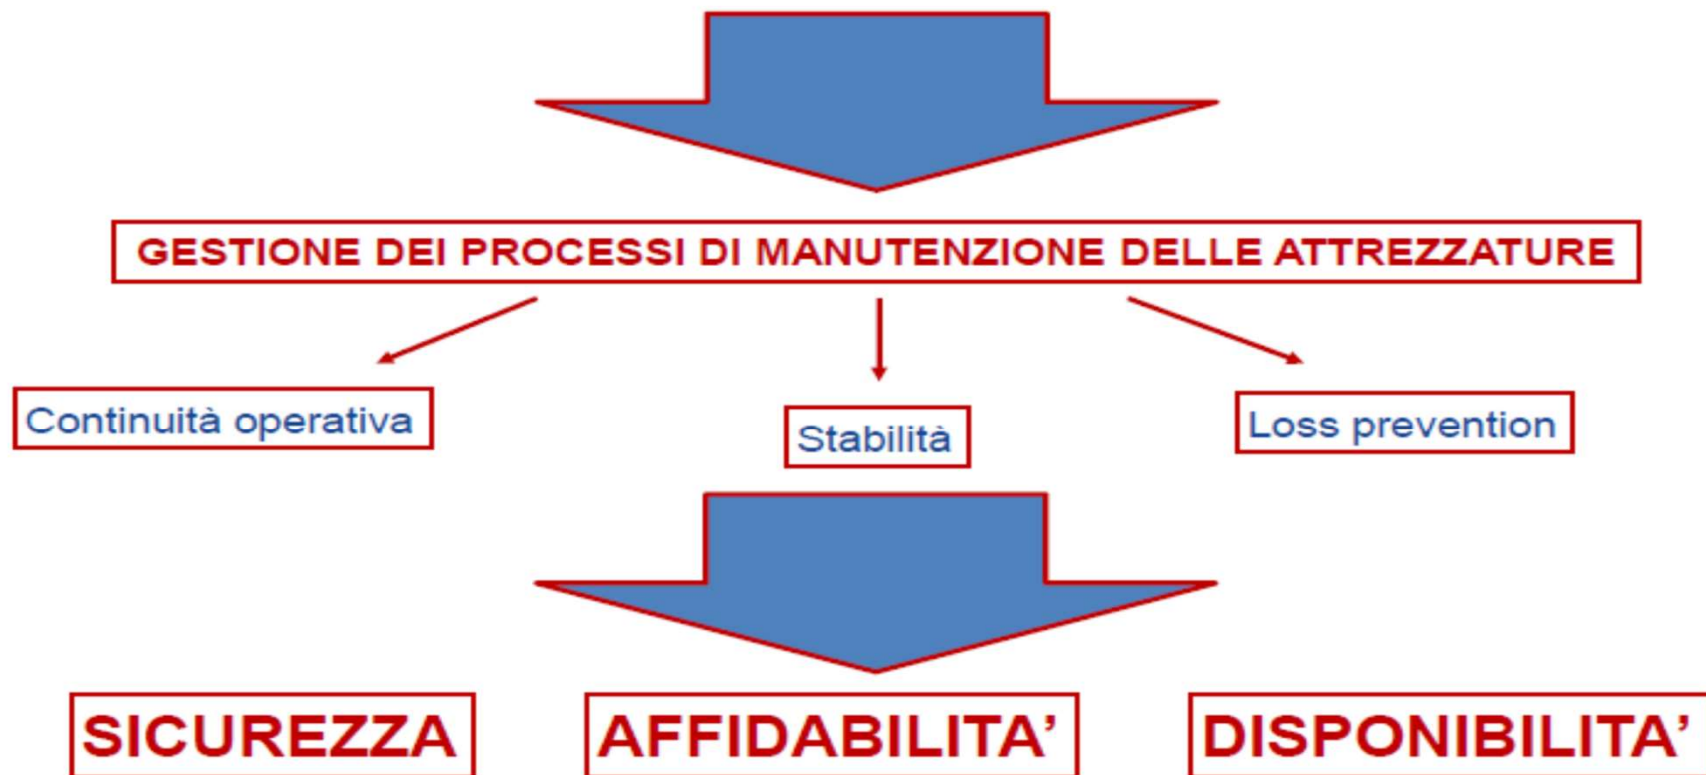 GESTIONE DEI PROCESSI DI MANUTENZIONE DELLE ATTREZZATURE
Continuità operativa
Stabilità
Loss prevention
SICUREZZA
AFFIDABILITA’
DISPONIBILITA’